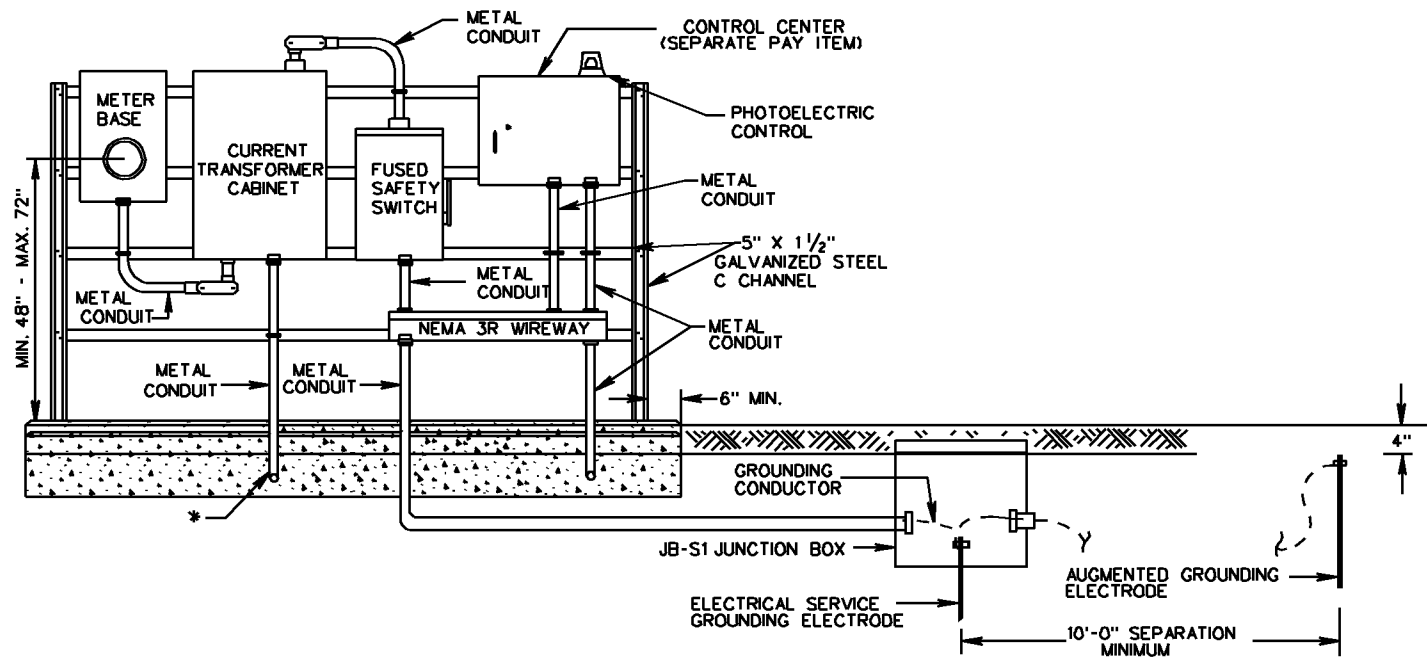 METAL
CONDUIT
CONTROL CENTER
(SEPARATE PAY ITEM)
METER
BASE
PHOTOELECTRIC
CONTROL
CURRENT
TRANSFORMER
CABINET
FUSED
SAFETY
SWITCH
METAL
CONDUIT
MIN. 48" - MAX. 72"
5" X 1 1/2"
GALVANIZED STEEL
C CHANNEL
METAL
CONDUIT
METAL
CONDUIT
NEMA 3R WIREWAY
METAL
CONDUIT
METAL
CONDUIT
METAL
CONDUIT
6" MIN.
4"
GROUNDING
CONDUCTOR
*
JB-S1 JUNCTION BOX
AUGMENTED GROUNDING
ELECTRODE
ELECTRICAL SERVICE
GROUNDING ELECTRODE
10'-0" SEPARATION
MINIMUM